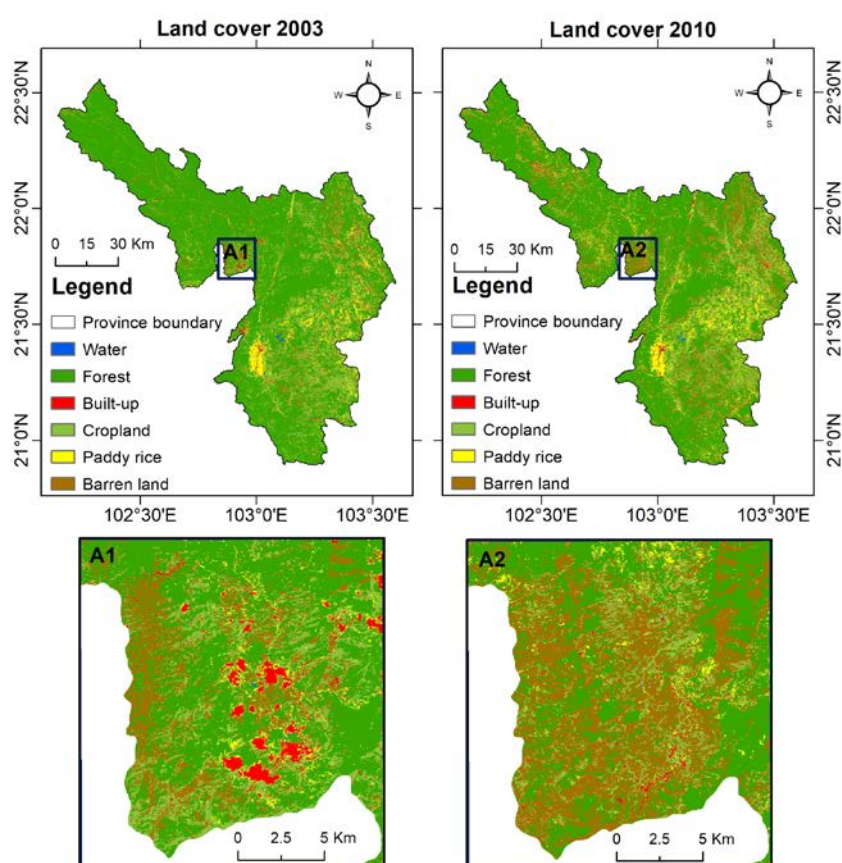 Land cover 2003
N
W E
S
22°30'N
22°0'N
21°30'N
21°0'N
A1
0 15 30 Km
Legend
Province boundary
Water
Forest
Built-up
Cropland
Paddy rice
Barren land
102°30'E 103°0'E 103°30'E
Land cover 2010
N
W E
S
A2
0 15 30 Km
Legend
Province boundary
Water
Forest
Built-up
Cropland
Paddy rice
Barren land
22°30'N
22°0'N
21°30'N
21°0'N
102°30'E 103°0'E 103°30'E
A1
0 2.5 5 Km
A2
0 2.5 5 Km